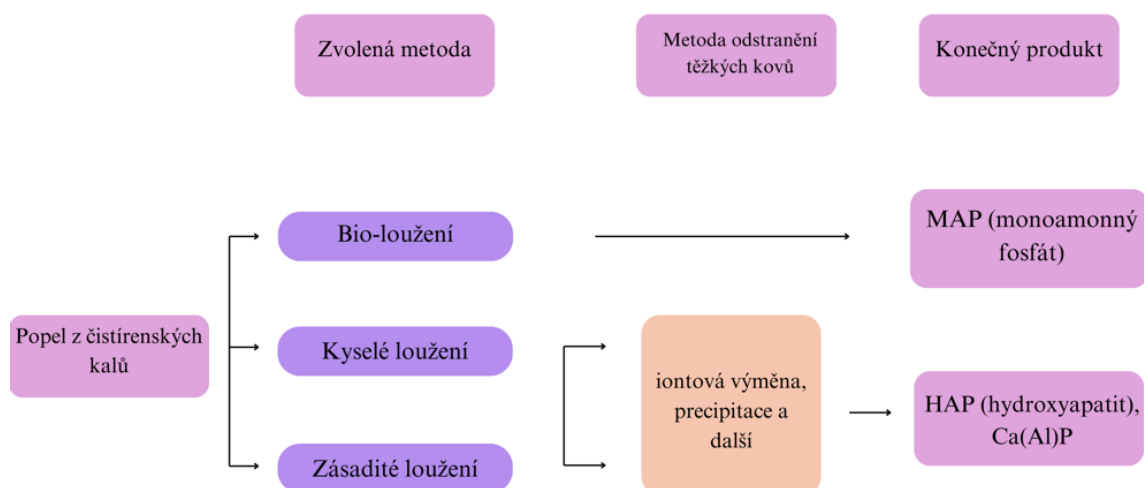 Zvolená metoda
Metoda odstranění
těžkých kovů
Konečný produkt
Popel z čistírenských
kalů
Bio-loužení
Kyselé loužení
Zásadité loužení
iontová výměna,
precipitace a
další
MAP (monoamonný
fosfát)
HAP (hydroxyapatit),
Ca(Al)P